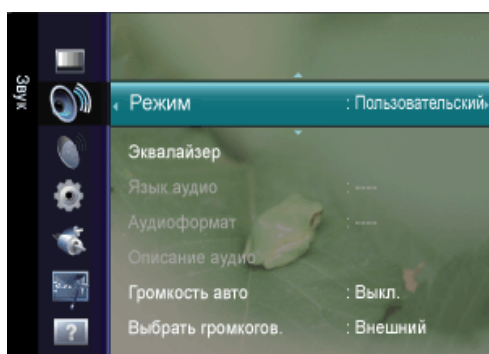 Звук
Режим : Пользовательский
Эквалайзер
Язык аудио : ----
Аудиоформат : ----
Описание аудио
Громкость авто : Выкл.
Выбрать громкогов. : Внешний
?